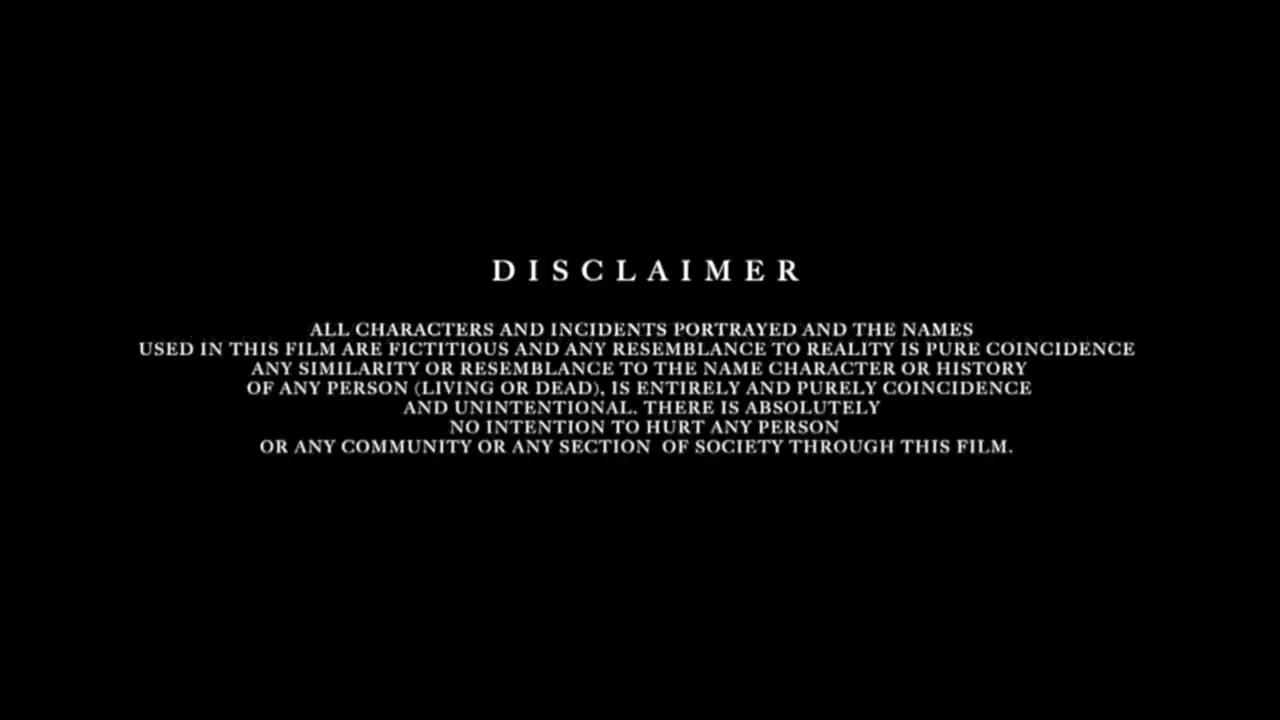 DISCLAIMER
ALL CHARACTERS AND INCIDENTS PORTRAYED AND THE NAMES
USED IN THIS FILM ARE FICTITIOUS AND ANY RESEMBLANCE TO REALITY IS PURE COINCIDENCE
ANY SIMILARITY OR RESEMBLANCE TO THE NAME CHARACTER OR HISTORY
OF ANY PERSON (LIVING OR DEAD), IS ENTIRELY AND PURELY COINCIDENCE
AND UNINTENTIONAL. THERE IS ABSOLUTELY
NO INTENTION TO HURT ANY PERSON
OR ANY COMMUNITY OR ANY SECTION OF SOCIETY THROUGH THIS FILM.